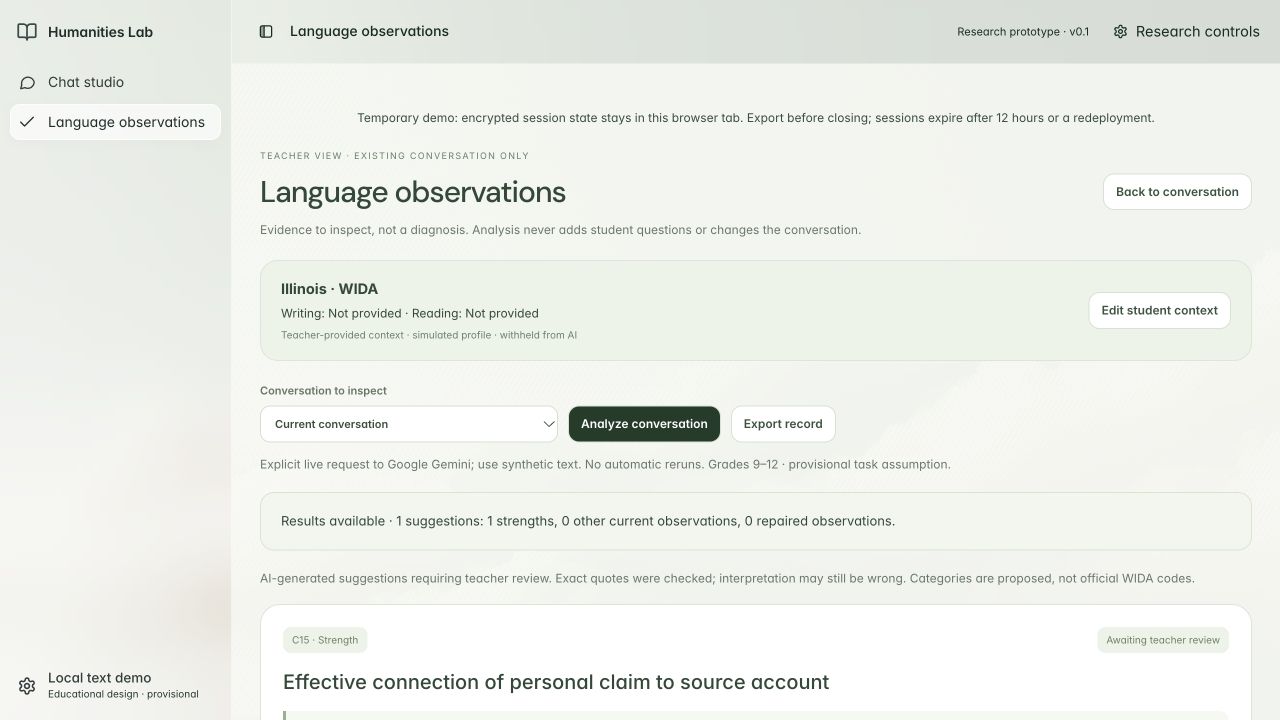 Humanities Lab
Chat studio
Language observations
Local text demo
Educational design · provisional
Language observations
Research prototype · v0.1
Research controls
Temporary demo: encrypted session state stays in this browser tab. Export before closing; sessions expire after 12 hours or a redeployment.
TEACHER VIEW · EXISTING CONVERSATION ONLY
Language observations
Back to conversation
Evidence to inspect, not a diagnosis. Analysis never adds student questions or changes the conversation.
Illinois · WIDA
Writing: Not provided · Reading: Not provided
Teacher-provided context · simulated profile · withheld from AI
Edit student context
Conversation to inspect
Current conversation
Analyze conversation
Export record
Explicit live request to Google Gemini; use synthetic text. No automatic reruns. Grades 9–12 · provisional task assumption.
Results available · 1 suggestions: 1 strengths, 0 other current observations, 0 repaired observations.
AI-generated suggestions requiring teacher review. Exact quotes were checked; interpretation may still be wrong. Categories are proposed, not official WIDA codes.
C15 · Strength
Awaiting teacher review
Effective connection of personal claim to source account